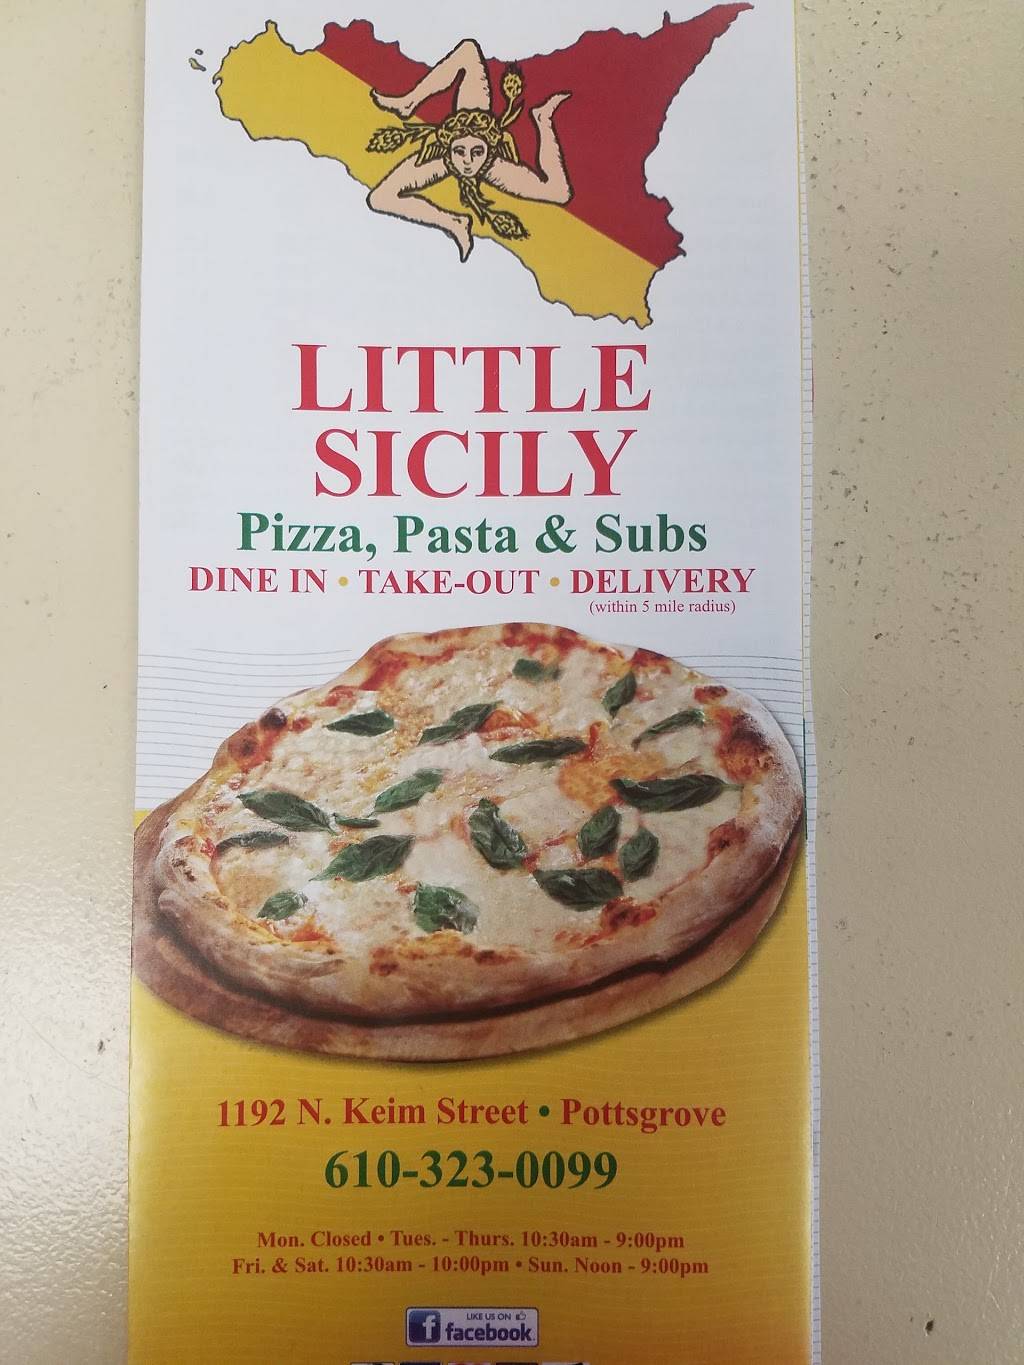 LITTLE
SICILY
Pizza, Pasta & Subs
DINE IN • TAKE-OUT • DELIVERY
(within 5 mile radius)
1192 N. Keim Street • Pottsgrove
610-323-0099
Mon. Closed • Tues. - Thurs. 10:30am - 9:00pm
Fri. & Sat. 10:30am - 10:00pm • Sun. Noon - 9:00pm
LIKE US ON
f facebook